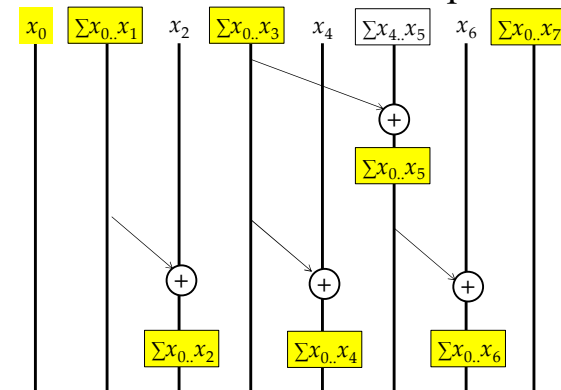 x₀ ∑x₀..x₁ x₂ ∑x₀..x₃ x₄ ∑x₄..x₅ x₆ ∑x₀..x₇
+
∑x₀..x₅
+ + +
∑x₀..x₂ ∑x₀..x₄ ∑x₀..x₆